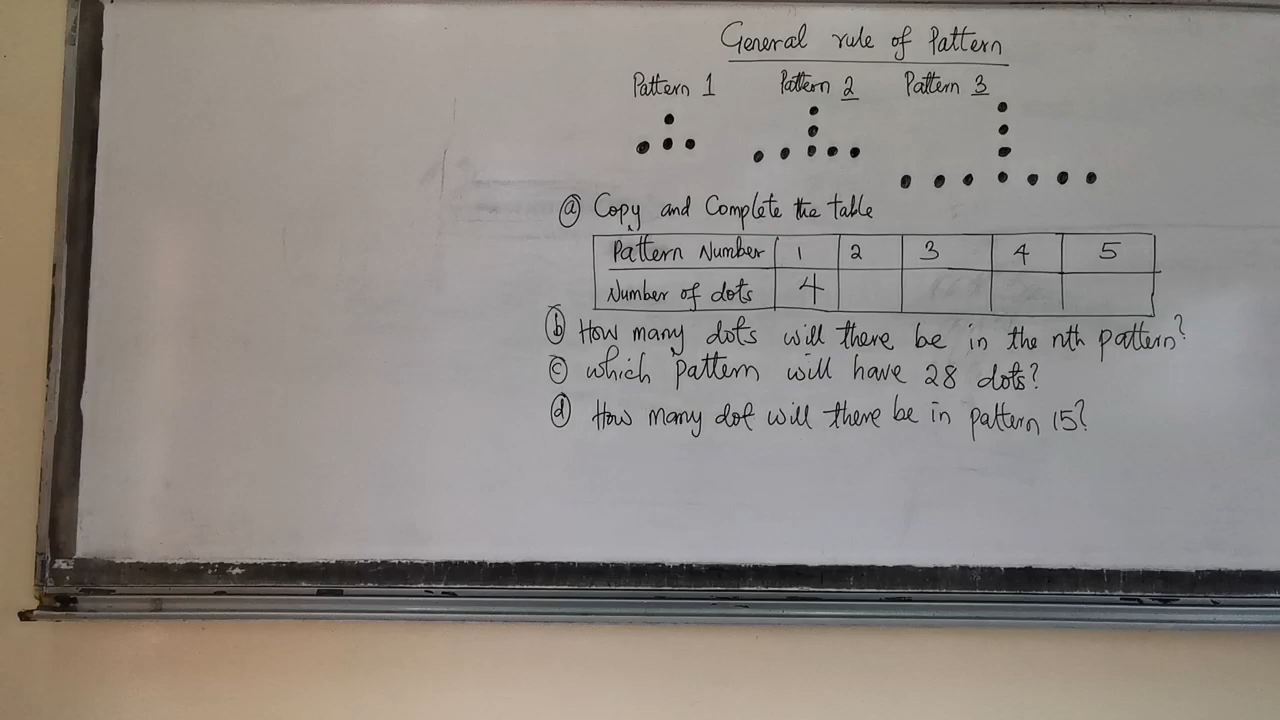 General rule of Pattern
Pattern 1 Pattern 2 Pattern 3
(a) Copy and Complete the table
Pattern Number 1 2 3 4 5
Number of dots 4
(b) How many dots will there be in the nth pattern?
(c) which pattern will have 28 dots?
(d) How many dot will there be in pattern 15?